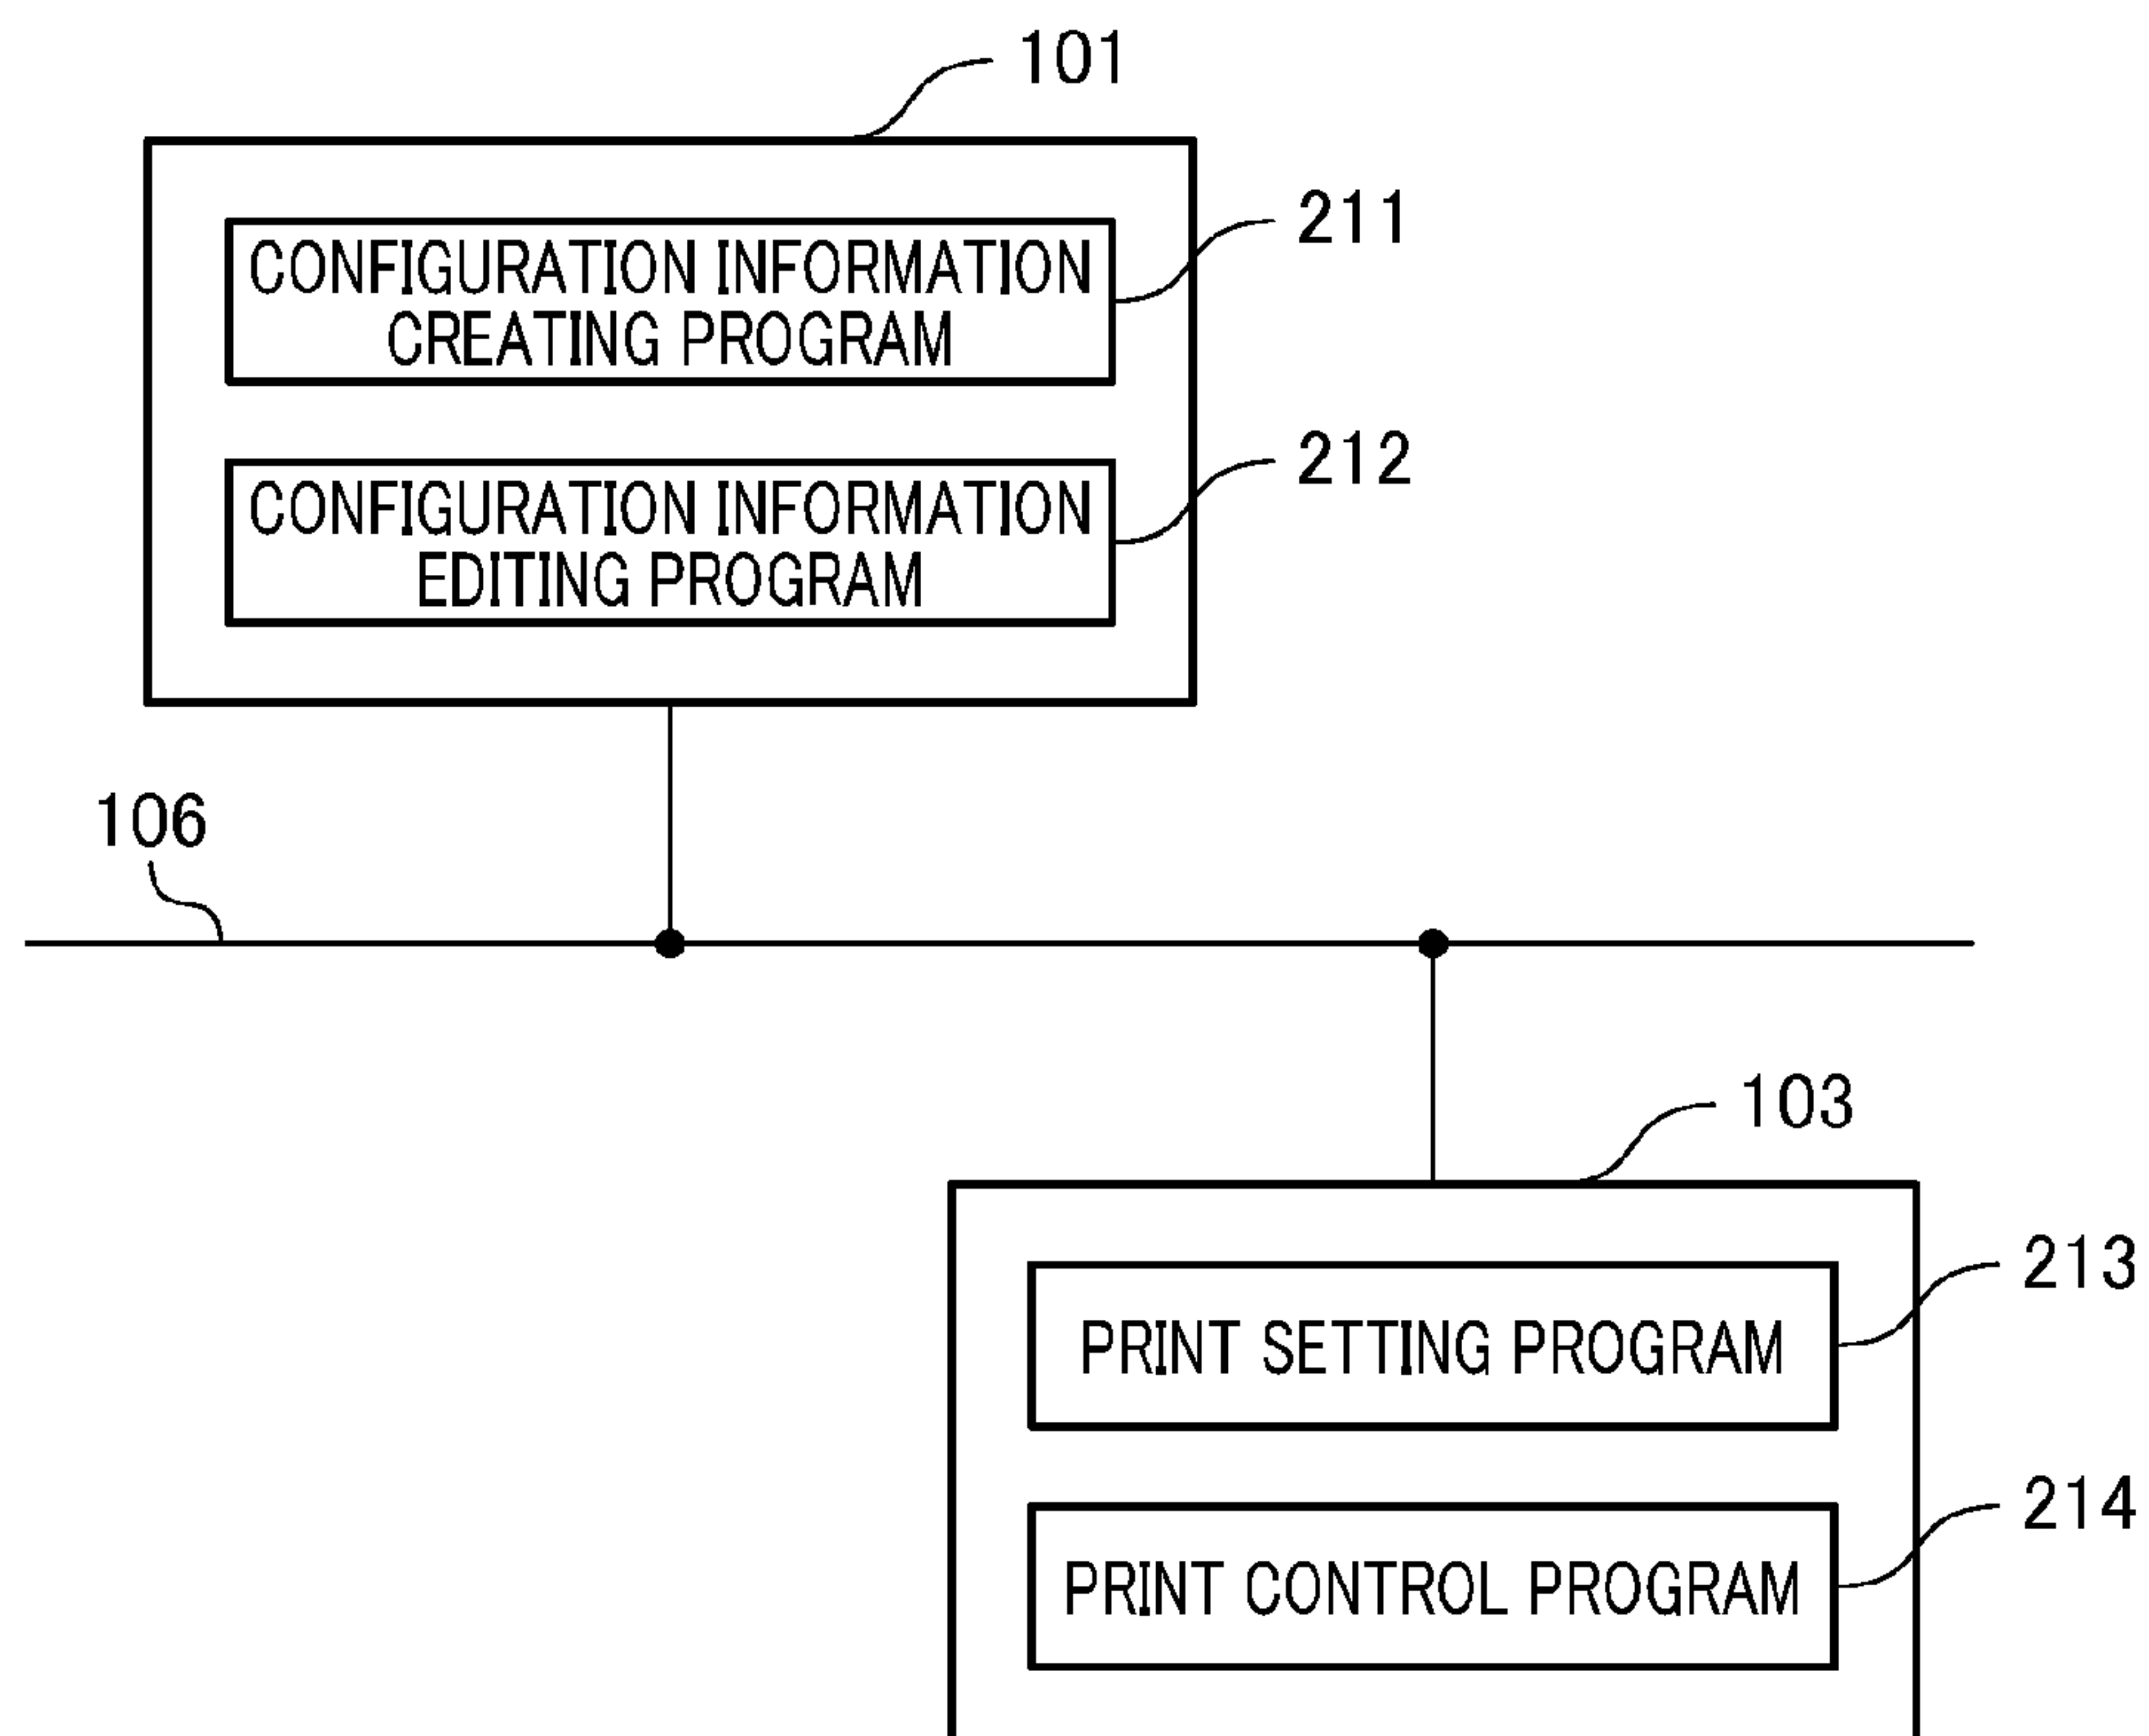 101
211
CONFIGURATION INFORMATION
CREATING PROGRAM
212
CONFIGURATION INFORMATION
EDITING PROGRAM
106
103
213
PRINT SETTING PROGRAM
214
PRINT CONTROL PROGRAM